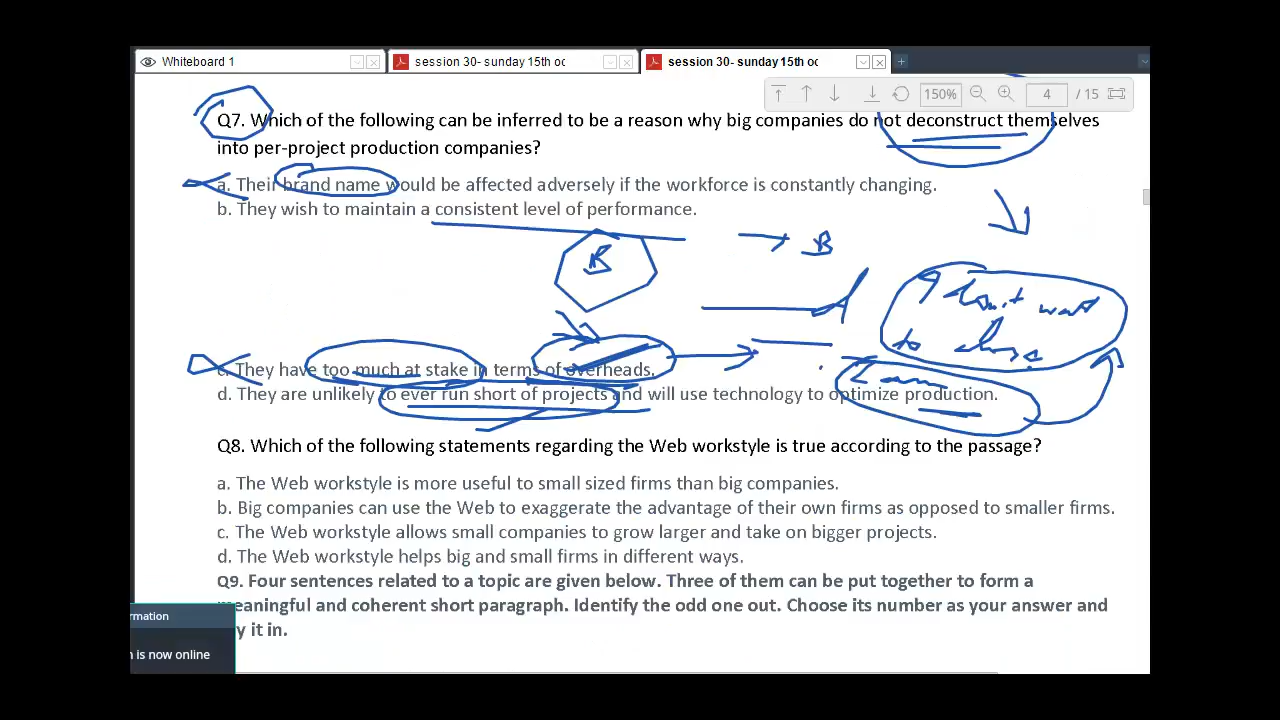 Whiteboard 1
session 30- sunday 15th oc
session 30- sunday 15th oc
150%
4
/ 15
Q7. Which of the following can be inferred to be a reason why big companies do not deconstruct themselves
into per-project production companies?
a. Their brand name would be affected adversely if the workforce is constantly changing.
b. They wish to maintain a consistent level of performance.
B
B
I don't want
to
c. They have too much at stake in terms of overheads.
I am
d. They are unlikely to ever run short of projects and will use technology to optimize production.
Q8. Which of the following statements regarding the Web workstyle is true according to the passage?
a. The Web workstyle is more useful to small sized firms than big companies.
b. Big companies can use the Web to exaggerate the advantage of their own firms as opposed to smaller firms.
c. The Web workstyle allows small companies to grow larger and take on bigger projects.
d. The Web workstyle helps big and small firms in different ways.
Q9. Four sentences related to a topic are given below. Three of them can be put together to form a
meaningful and coherent short paragraph. Identify the odd one out. Choose its number as your answer and
y it in.
rmation
n is now online